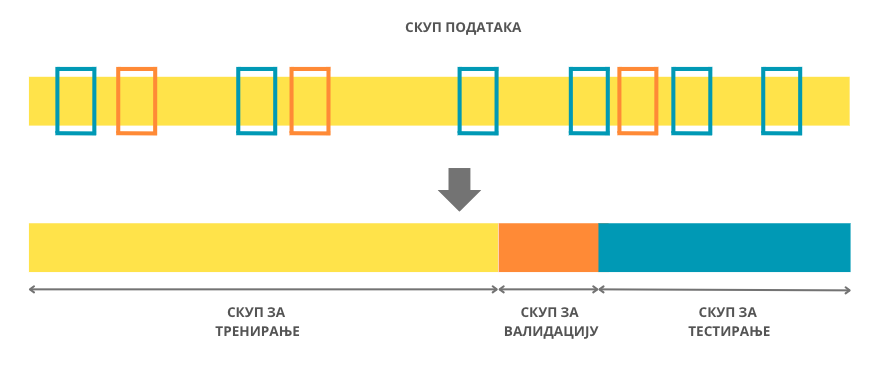 СКУП ПОДАТАКА
СКУП ЗА
ТРЕНИРАЊЕ
СКУП ЗА
ВАЛИДАЦИЈУ
СКУП ЗА
ТЕСТИРАЊЕ